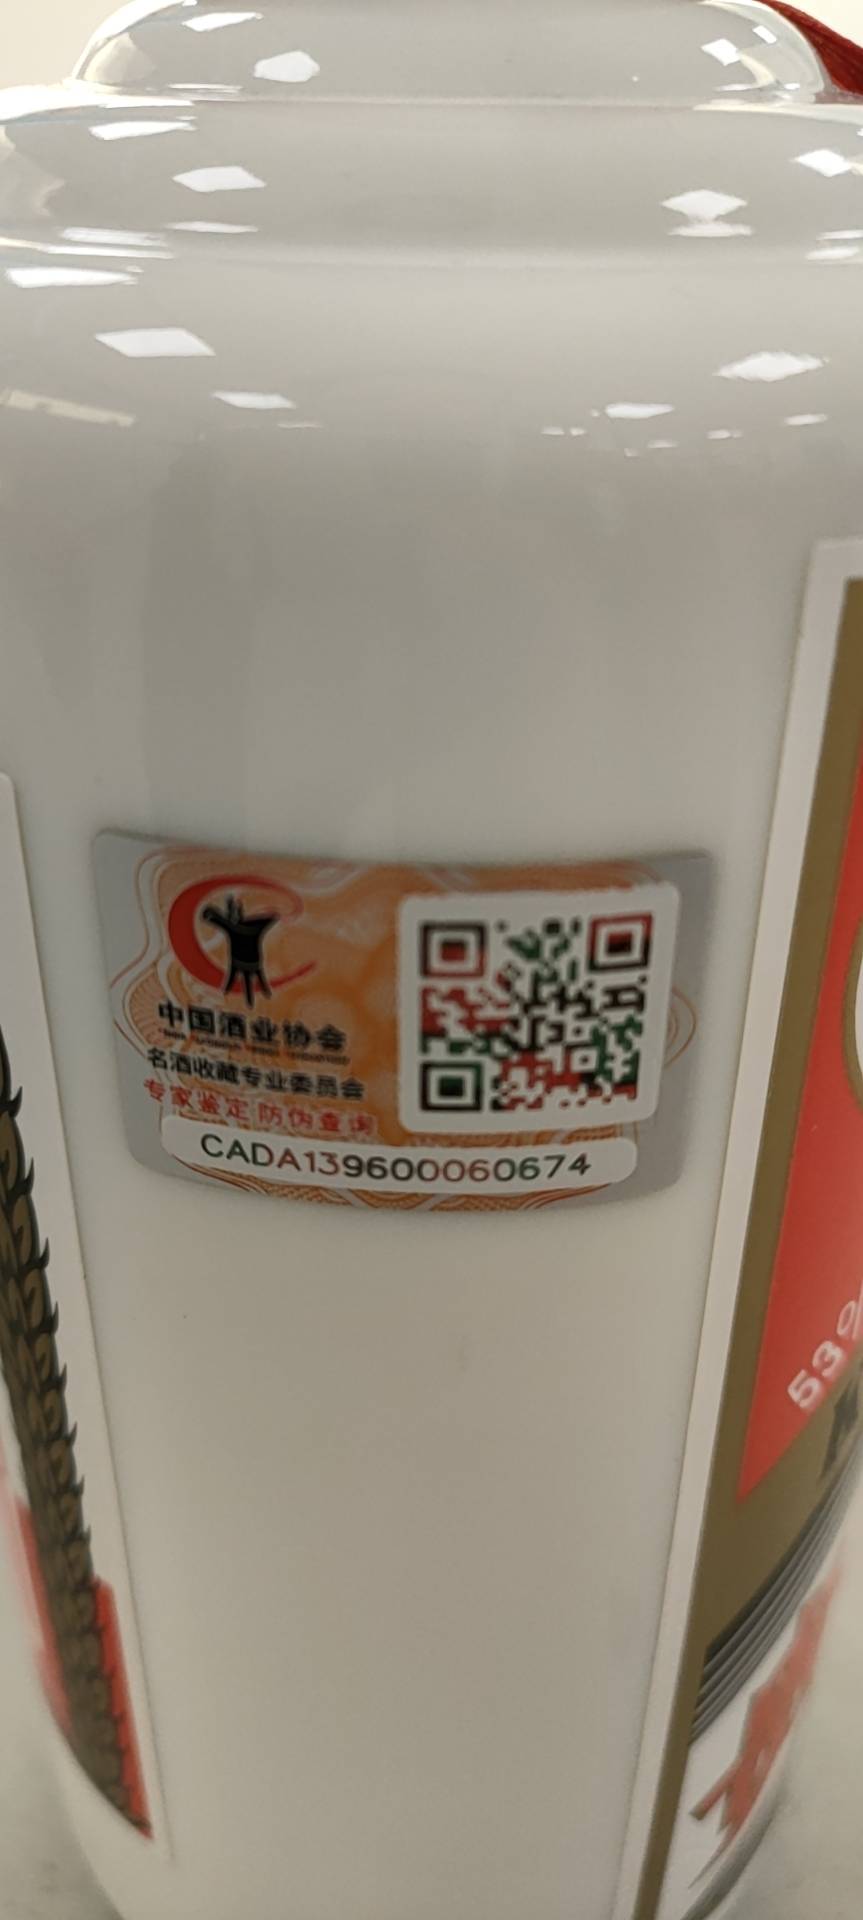 中国酒业协会
名酒收藏专业委员会
专家鉴定 防伪查询
CADA139600060674
53%